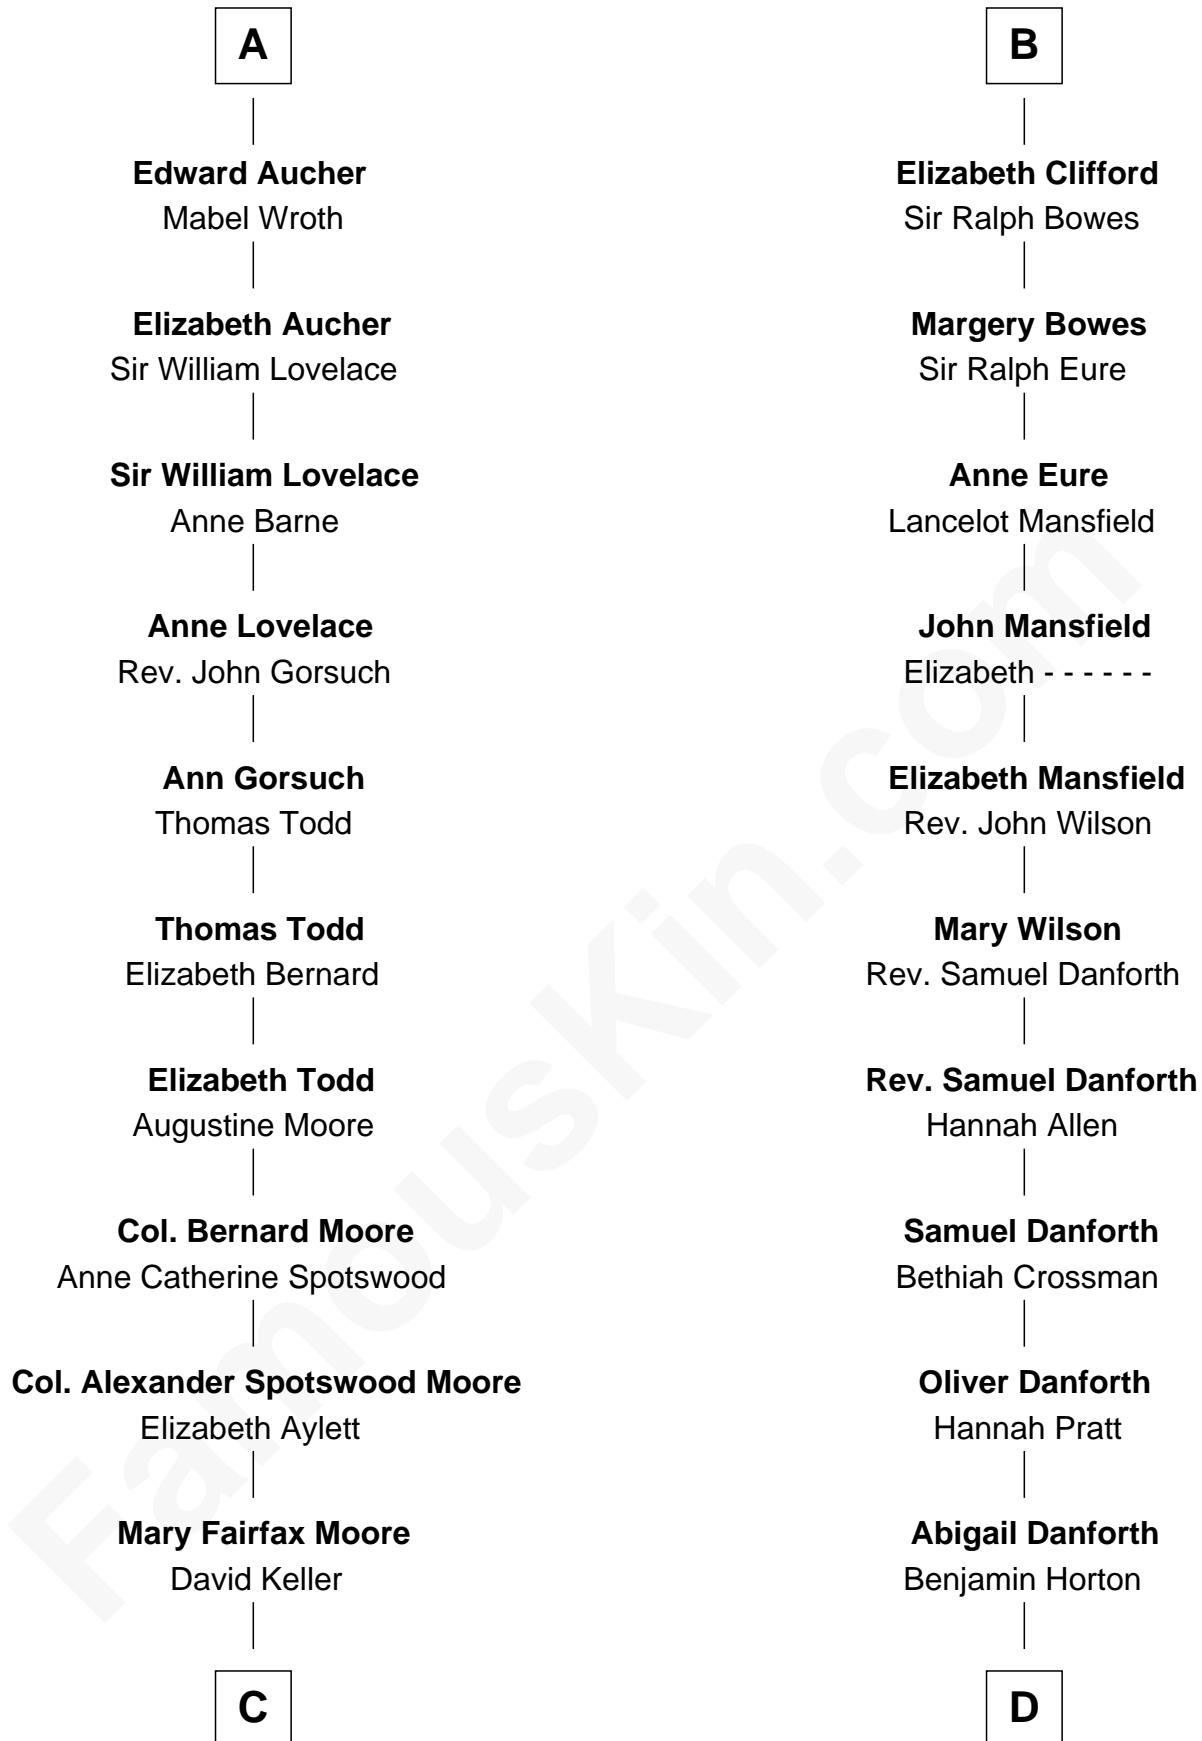 A
Edward Aucher
Mabel Wroth
Elizabeth Aucher
Sir William Lovelace
Sir William Lovelace
Anne Barne
Anne Lovelace
Rev. John Gorsuch
Ann Gorsuch
Thomas Todd
Thomas Todd
Elizabeth Bernard
Elizabeth Todd
Augustine Moore
Col. Bernard Moore
Anne Catherine Spotswood
Col. Alexander Spotswood Moore
Elizabeth Aylett
Mary Fairfax Moore
David Keller
C
B
Elizabeth Clifford
Sir Ralph Bowes
Margery Bowes
Sir Ralph Eure
Anne Eure
Lancelot Mansfield
John Mansfield
Elizabeth - - - - - -
Elizabeth Mansfield
Rev. John Wilson
Mary Wilson
Rev. Samuel Danforth
Rev. Samuel Danforth
Hannah Allen
Samuel Danforth
Bethiah Crossman
Oliver Danforth
Hannah Pratt
Abigail Danforth
Benjamin Horton
D
FamousKin.com